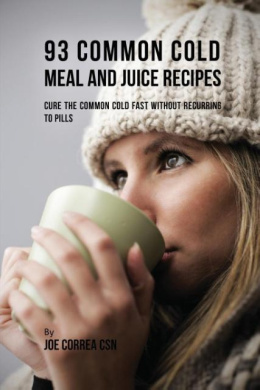 93 COMMON COLD
MEAL AND JUICE RECIPES
CURE THE COMMON COLD FAST WITHOUT RECURRING
TO PILLS
By
JOE CORREA CSN